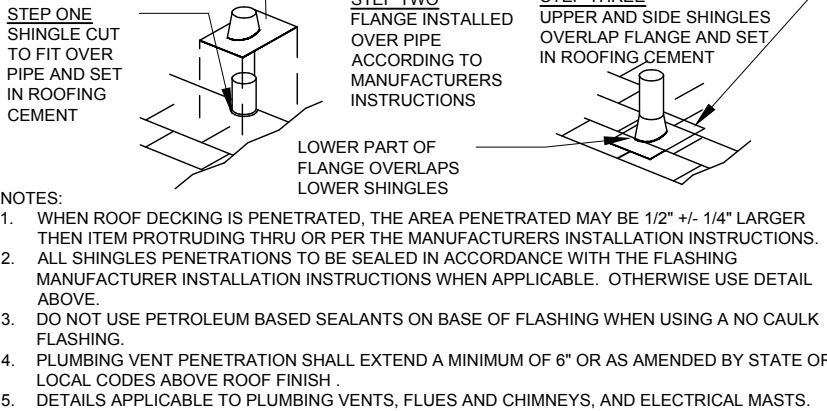 STEP ONE
SHINGLE CUT
TO FIT OVER
PIPE AND SET
IN ROOFING
CEMENT
STEP TWO
FLANGE INSTALLED
OVER PIPE
ACCORDING TO
MANUFACTURERS
INSTRUCTIONS
STEP THREE
UPPER AND SIDE SHINGLES
OVERLAP FLANGE AND SET
IN ROOFING CEMENT
LOWER PART OF
FLANGE OVERLAPS
LOWER SHINGLES
NOTES:
1. WHEN ROOF DECKING IS PENETRATED, THE AREA PENETRATED MAY BE 1/2" +/- 1/4" LARGER
THEN ITEM PROTRUDING THRU OR PER THE MANUFACTURERS INSTALLATION INSTRUCTIONS.
2. ALL SHINGLES PENETRATIONS TO BE SEALED IN ACCORDANCE WITH THE FLASHING
MANUFACTURER INSTALLATION INSTRUCTIONS WHEN APPLICABLE. OTHERWISE USE DETAIL
ABOVE.
3. DO NOT USE PETROLEUM BASED SEALANTS ON BASE OF FLASHING WHEN USING A NO CAULK
FLASHING.
4. PLUMBING VENT PENETRATION SHALL EXTEND A MINIMUM OF 6" OR AS AMENDED BY STATE OR
LOCAL CODES ABOVE ROOF FINISH .
5. DETAILS APPLICABLE TO PLUMBING VENTS, FLUES AND CHIMNEYS, AND ELECTRICAL MASTS.